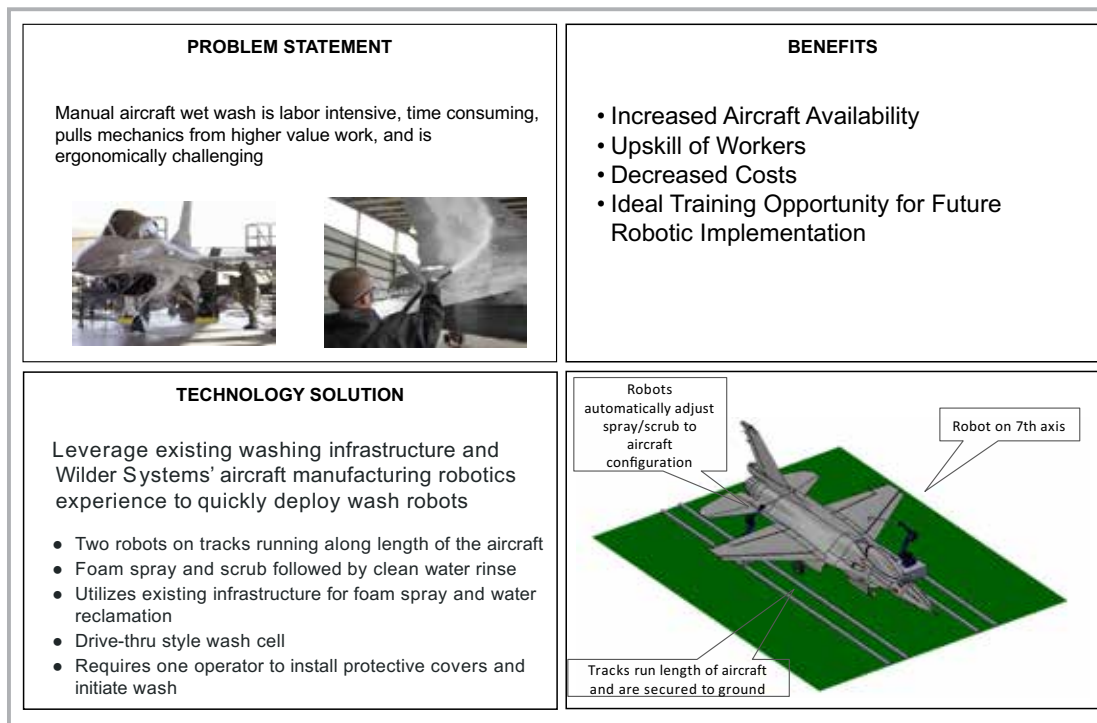 PROBLEM STATEMENT
Manual aircraft wet wash is labor intensive, time consuming,
pulls mechanics from higher value work, and is
ergonomically challenging
BENEFITS
• Increased Aircraft Availability
• Upskill of Workers
• Decreased Costs
• Ideal Training Opportunity for Future
Robotic Implementation
TECHNOLOGY SOLUTION
Leverage existing washing infrastructure and
Wilder Systems’ aircraft manufacturing robotics
experience to quickly deploy wash robots
● Two robots on tracks running along length of the aircraft
● Foam spray and scrub followed by clean water rinse
● Utilizes existing infrastructure for foam spray and water
reclamation
● Drive-thru style wash cell
● Requires one operator to install protective covers and
initiate wash
Robots
automatically adjust
spray/scrub to
aircraft
configuration
Robot on 7th axis
Tracks run length of aircraft
and are secured to ground